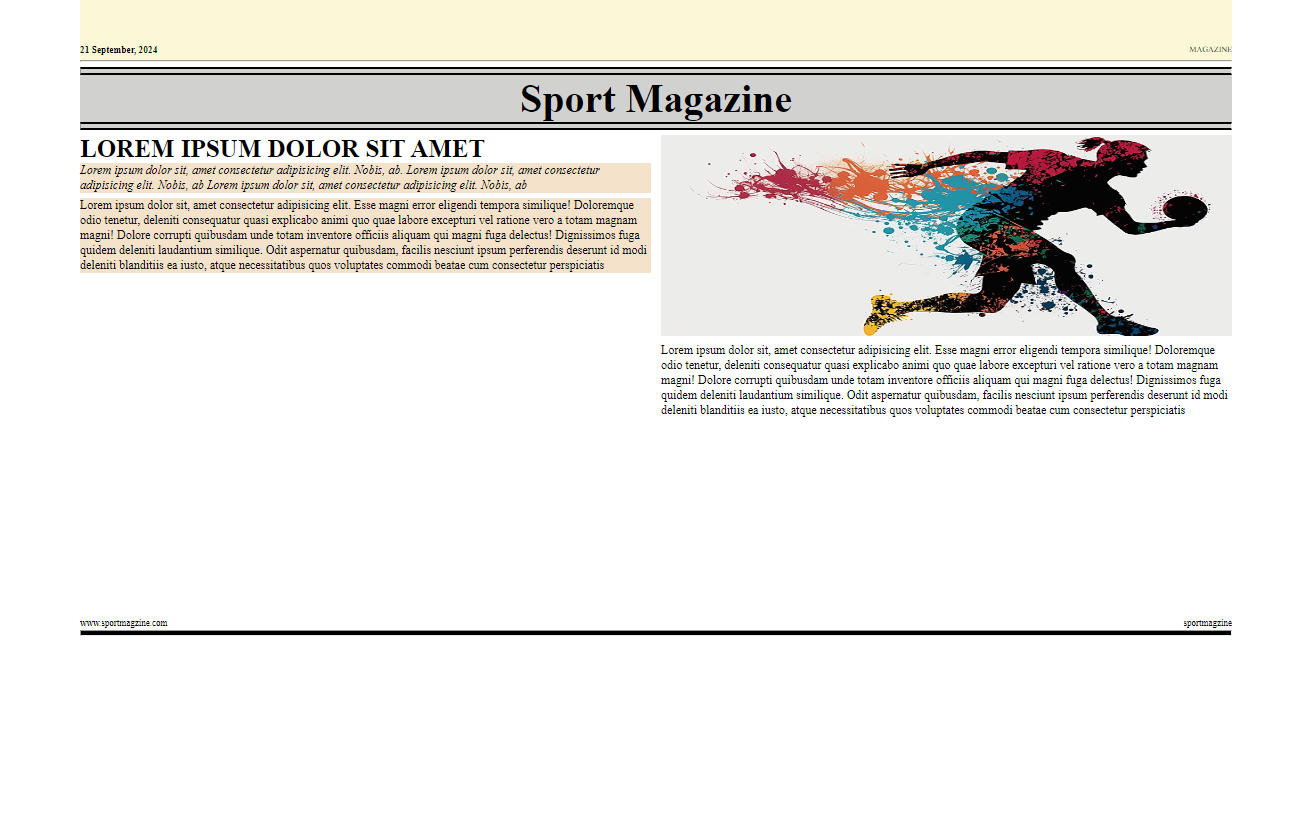 21 September, 2024
MAGAZINE
Sport Magazine
LOREM IPSUM DOLOR SIT AMET
Lorem ipsum dolor sit, amet consectetur adipisicing elit. Nobis, ab. Lorem ipsum dolor sit, amet consectetur
adipisicing elit. Nobis, ab Lorem ipsum dolor sit, amet consectetur adipisicing elit. Nobis, ab
Lorem ipsum dolor sit, amet consectetur adipisicing elit. Esse magni error eligendi tempora similique! Doloremque
odio tenetur, deleniti consequatur quasi explicabo animi quo quae labore excepturi vel ratione vero a totam magnam
magni! Dolore corrupti quibusdam unde totam inventore officiis aliquam qui magni fuga delectus! Dignissimos fuga
quidem deleniti laudantium similique. Odit aspernatur quibusdam, facilis nesciunt ipsum perferendis deserunt id modi
deleniti blanditiis ea iusto, atque necessitatibus quos voluptates commodi beatae cum consectetur perspiciatis
Lorem ipsum dolor sit, amet consectetur adipisicing elit. Esse magni error eligendi tempora similique! Doloremque
odio tenetur, deleniti consequatur quasi explicabo animi quo quae labore excepturi vel ratione vero a totam magnam
magni! Dolore corrupti quibusdam unde totam inventore officiis aliquam qui magni fuga delectus! Dignissimos fuga
quidem deleniti laudantium similique. Odit aspernatur quibusdam, facilis nesciunt ipsum perferendis deserunt id modi
deleniti blanditiis ea iusto, atque necessitatibus quos voluptates commodi beatae cum consectetur perspiciatis
www.sportmagzine.com
sportmagzine